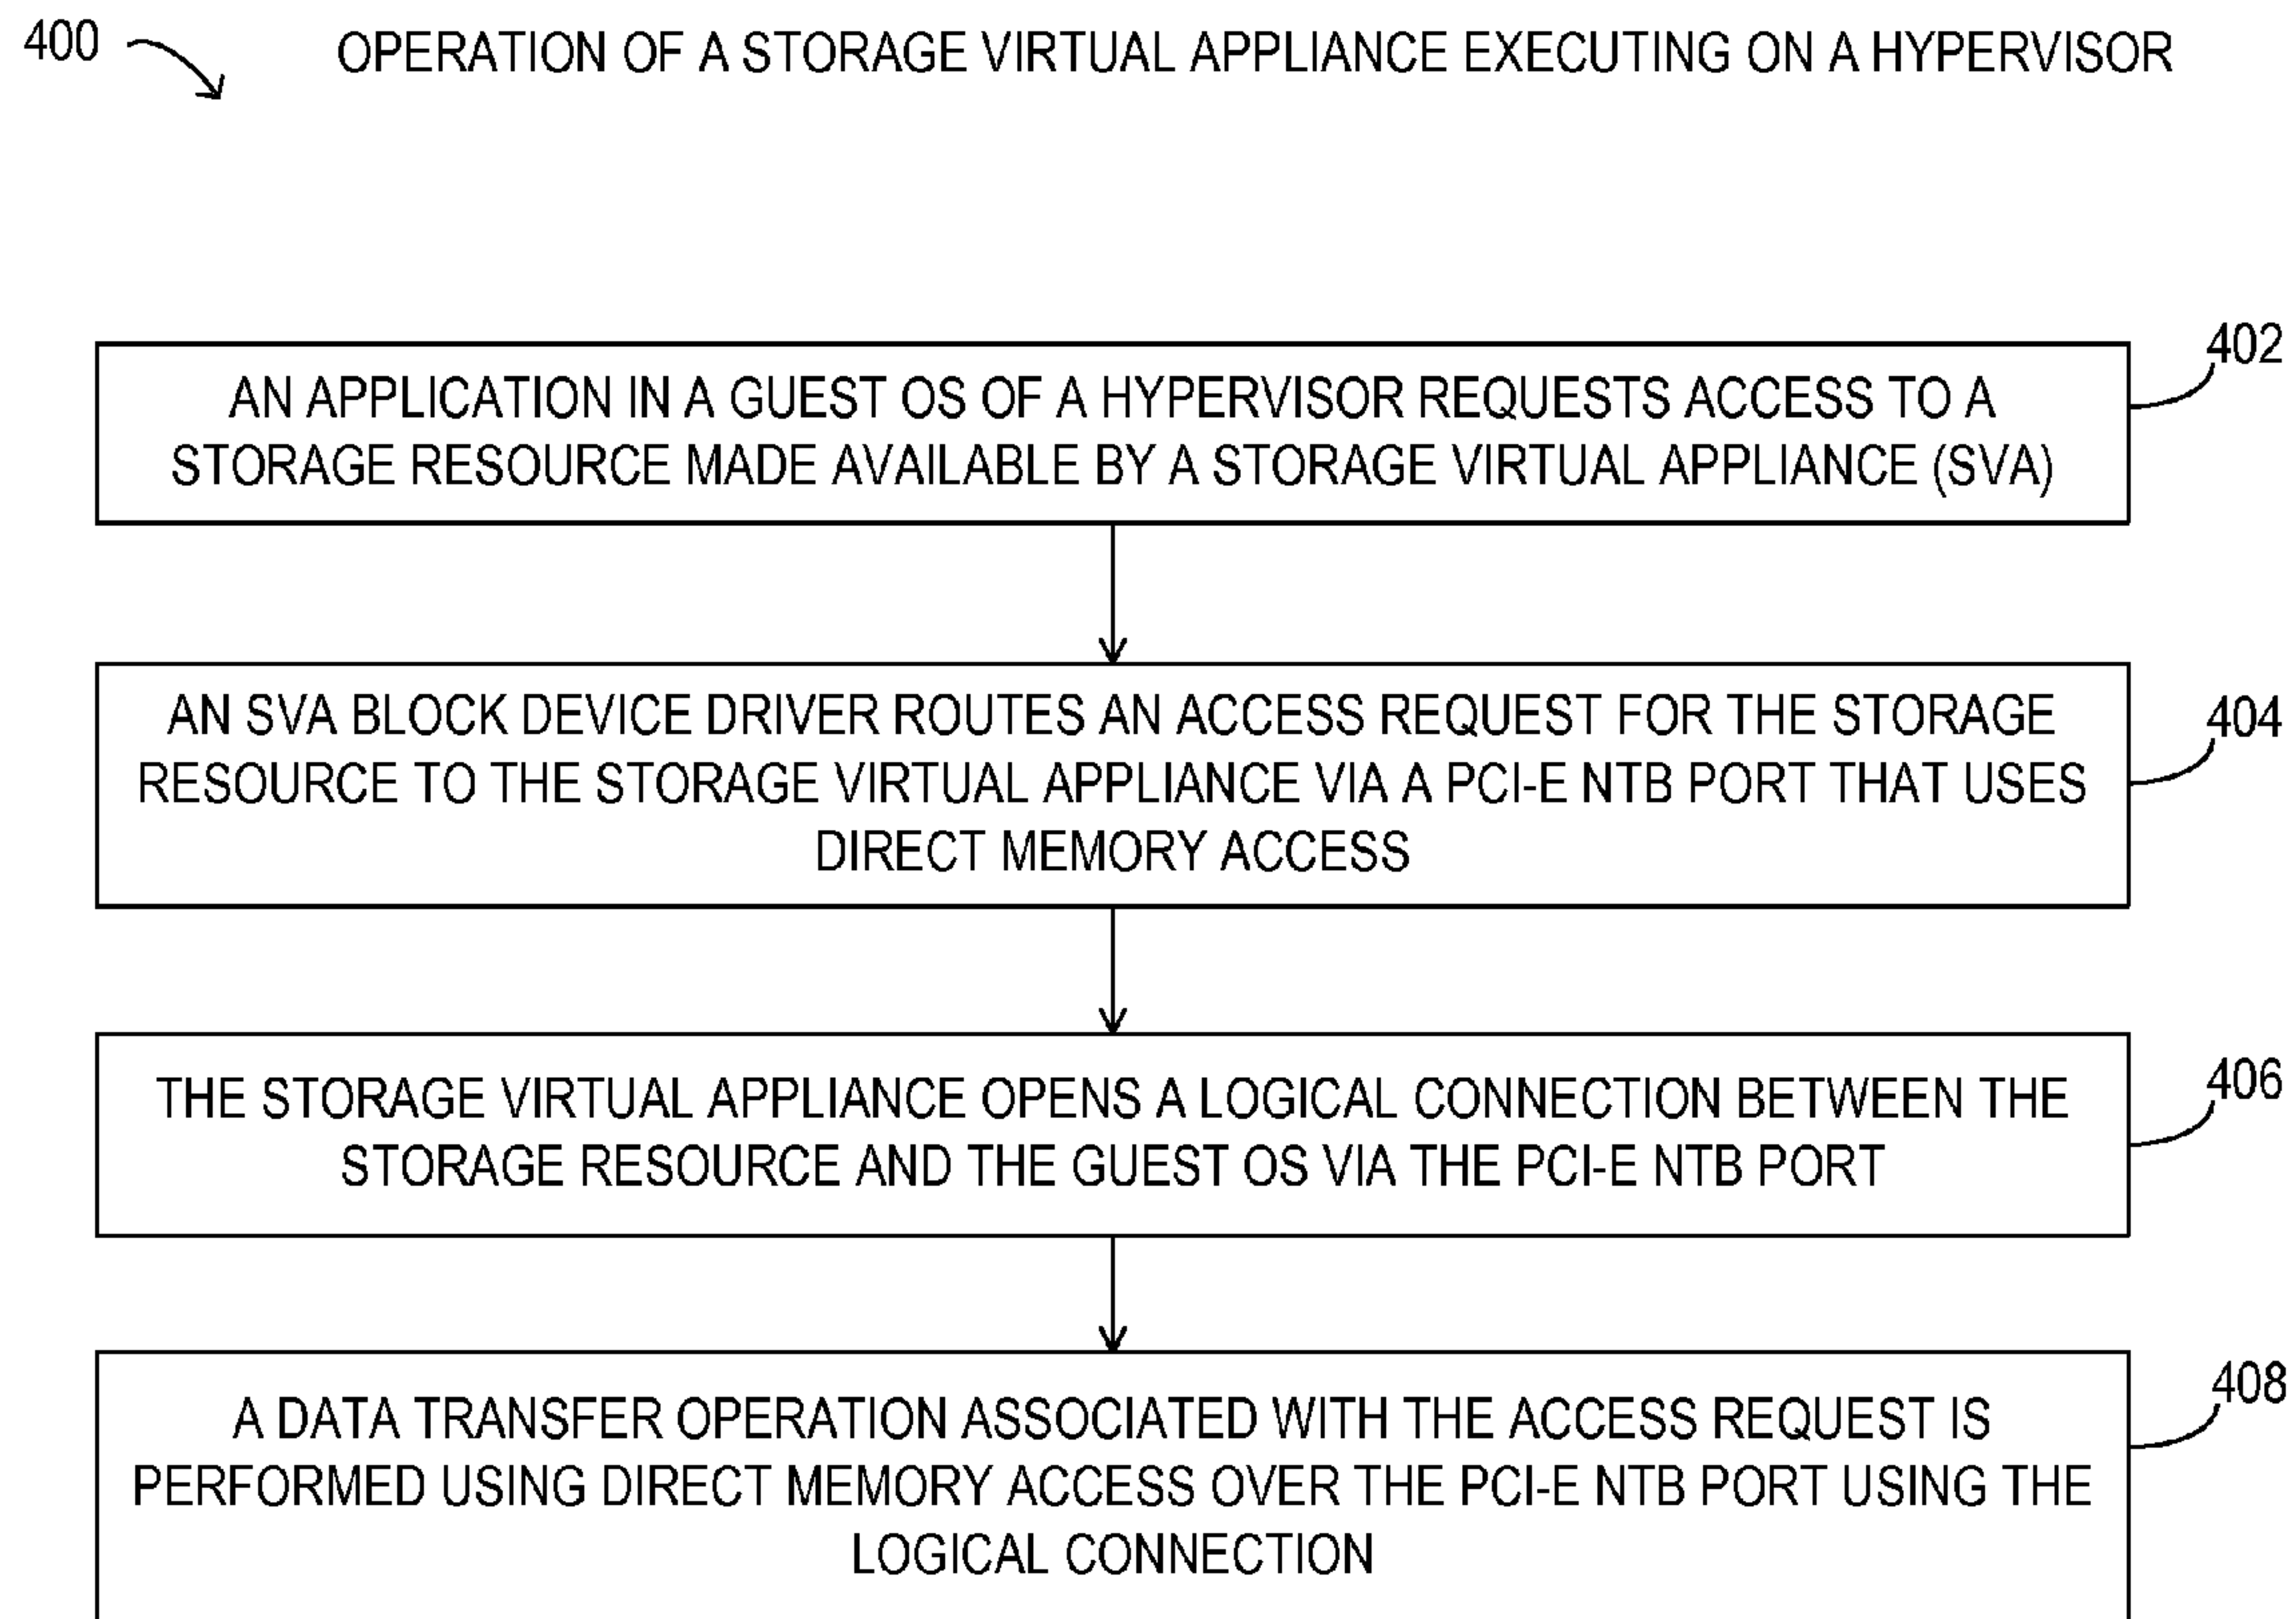 400
OPERATION OF A STORAGE VIRTUAL APPLIANCE EXECUTING ON A HYPERVISOR
402
AN APPLICATION IN A GUEST OS OF A HYPERVISOR REQUESTS ACCESS TO A
STORAGE RESOURCE MADE AVAILABLE BY A STORAGE VIRTUAL APPLIANCE (SVA)
404
AN SVA BLOCK DEVICE DRIVER ROUTES AN ACCESS REQUEST FOR THE STORAGE
RESOURCE TO THE STORAGE VIRTUAL APPLIANCE VIA A PCI-E NTB PORT THAT USES
DIRECT MEMORY ACCESS
406
THE STORAGE VIRTUAL APPLIANCE OPENS A LOGICAL CONNECTION BETWEEN THE
STORAGE RESOURCE AND THE GUEST OS VIA THE PCI-E NTB PORT
408
A DATA TRANSFER OPERATION ASSOCIATED WITH THE ACCESS REQUEST IS
PERFORMED USING DIRECT MEMORY ACCESS OVER THE PCI-E NTB PORT USING THE
LOGICAL CONNECTION